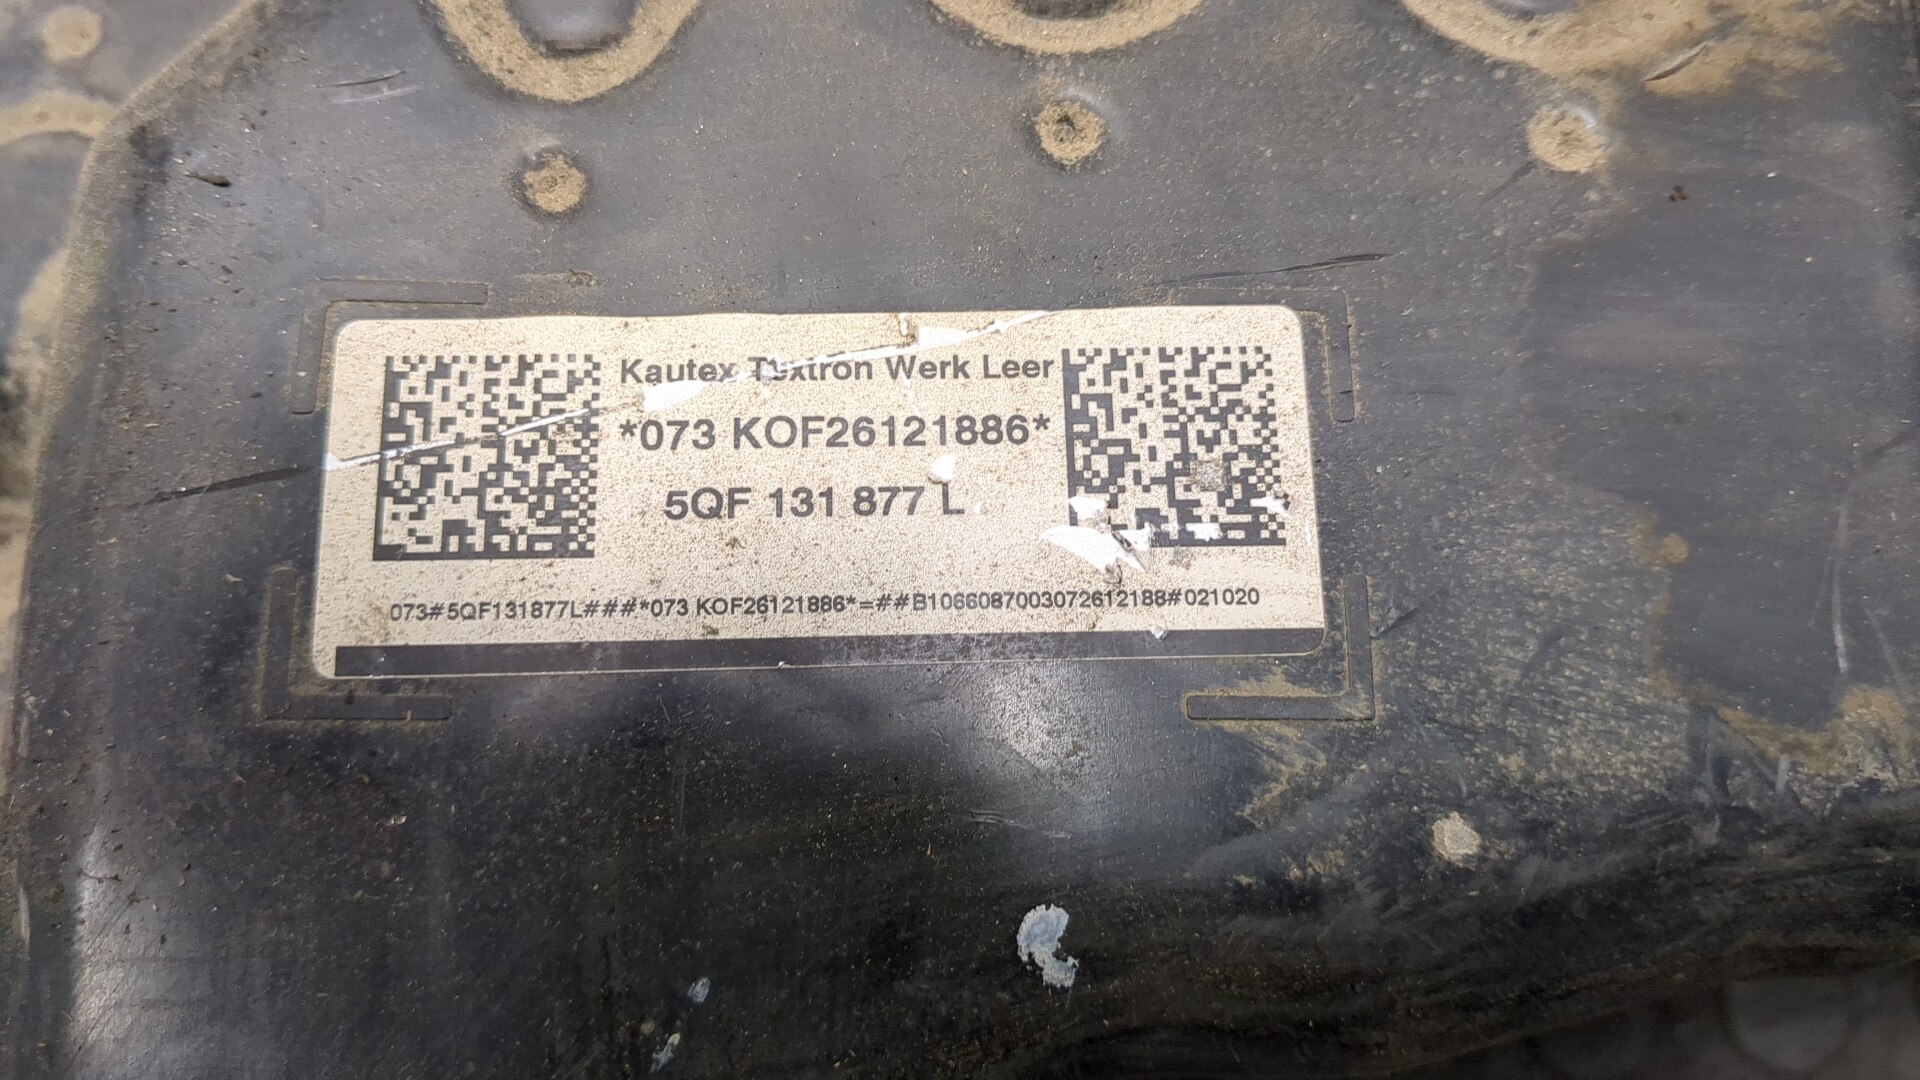 Kautex Textron Werk Leer
*073 KOF26121886*
5QF 131 877 L
073#5QF131877L###*073 KOF26121886*=##B1066087003072612188#021020